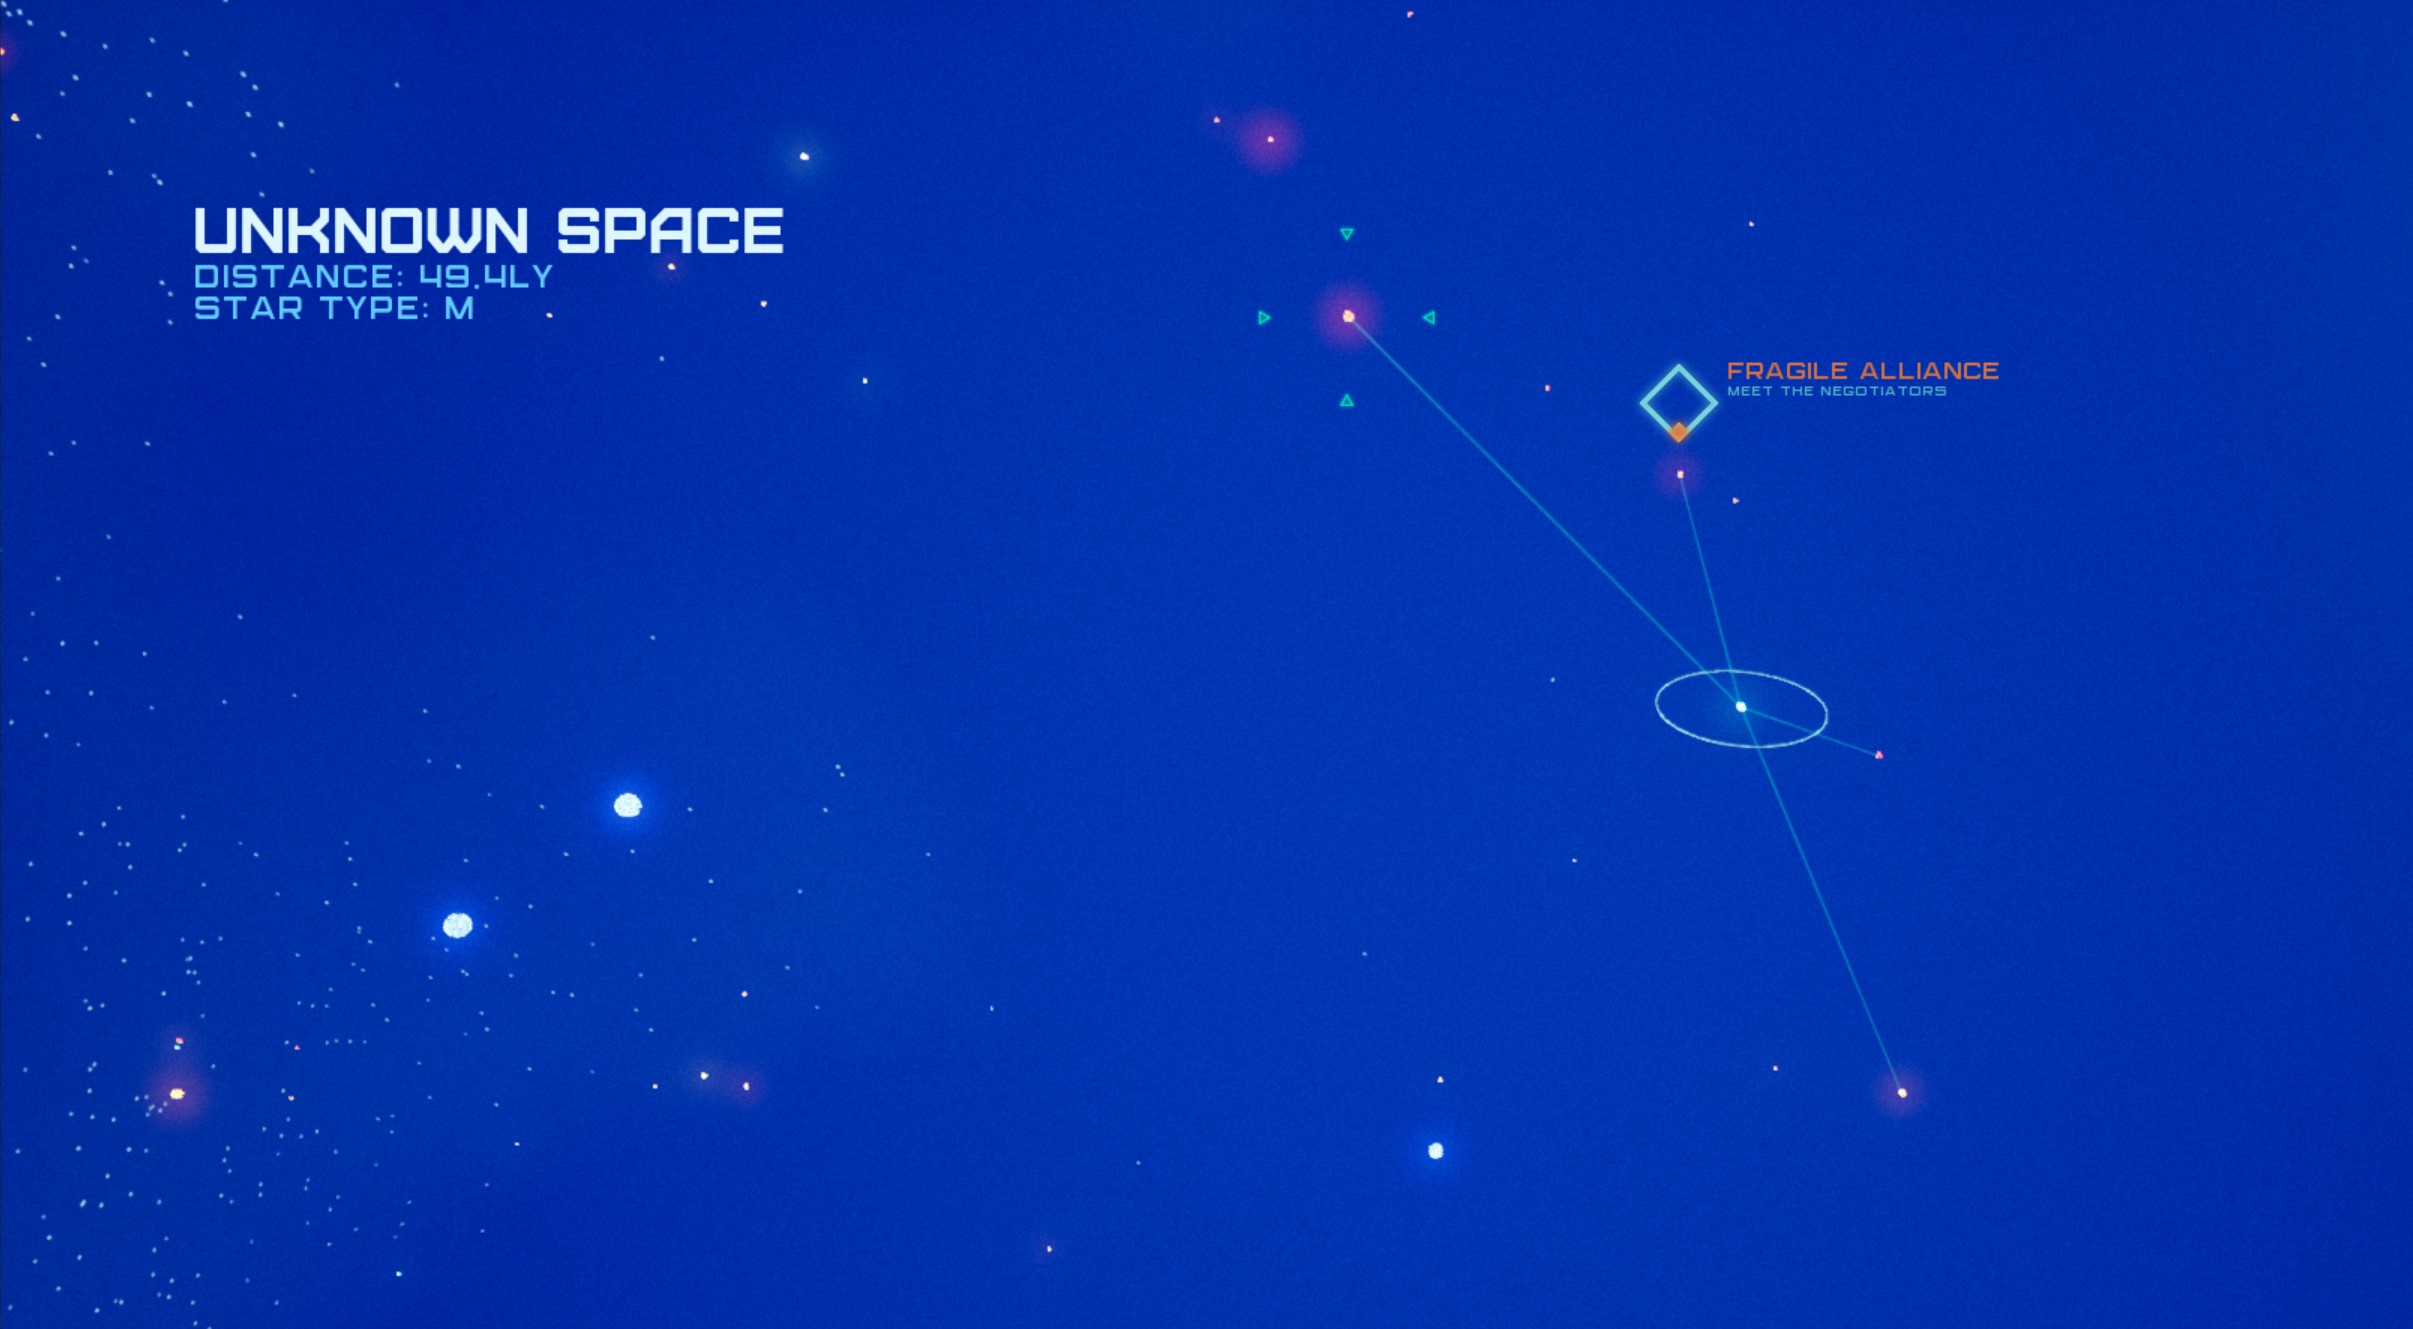 UNKNOWN SPACE
DISTANCE: 49.4LY
STAR TYPE: M
FRAGILE ALLIANCE
MEET THE NEGOTIATORS